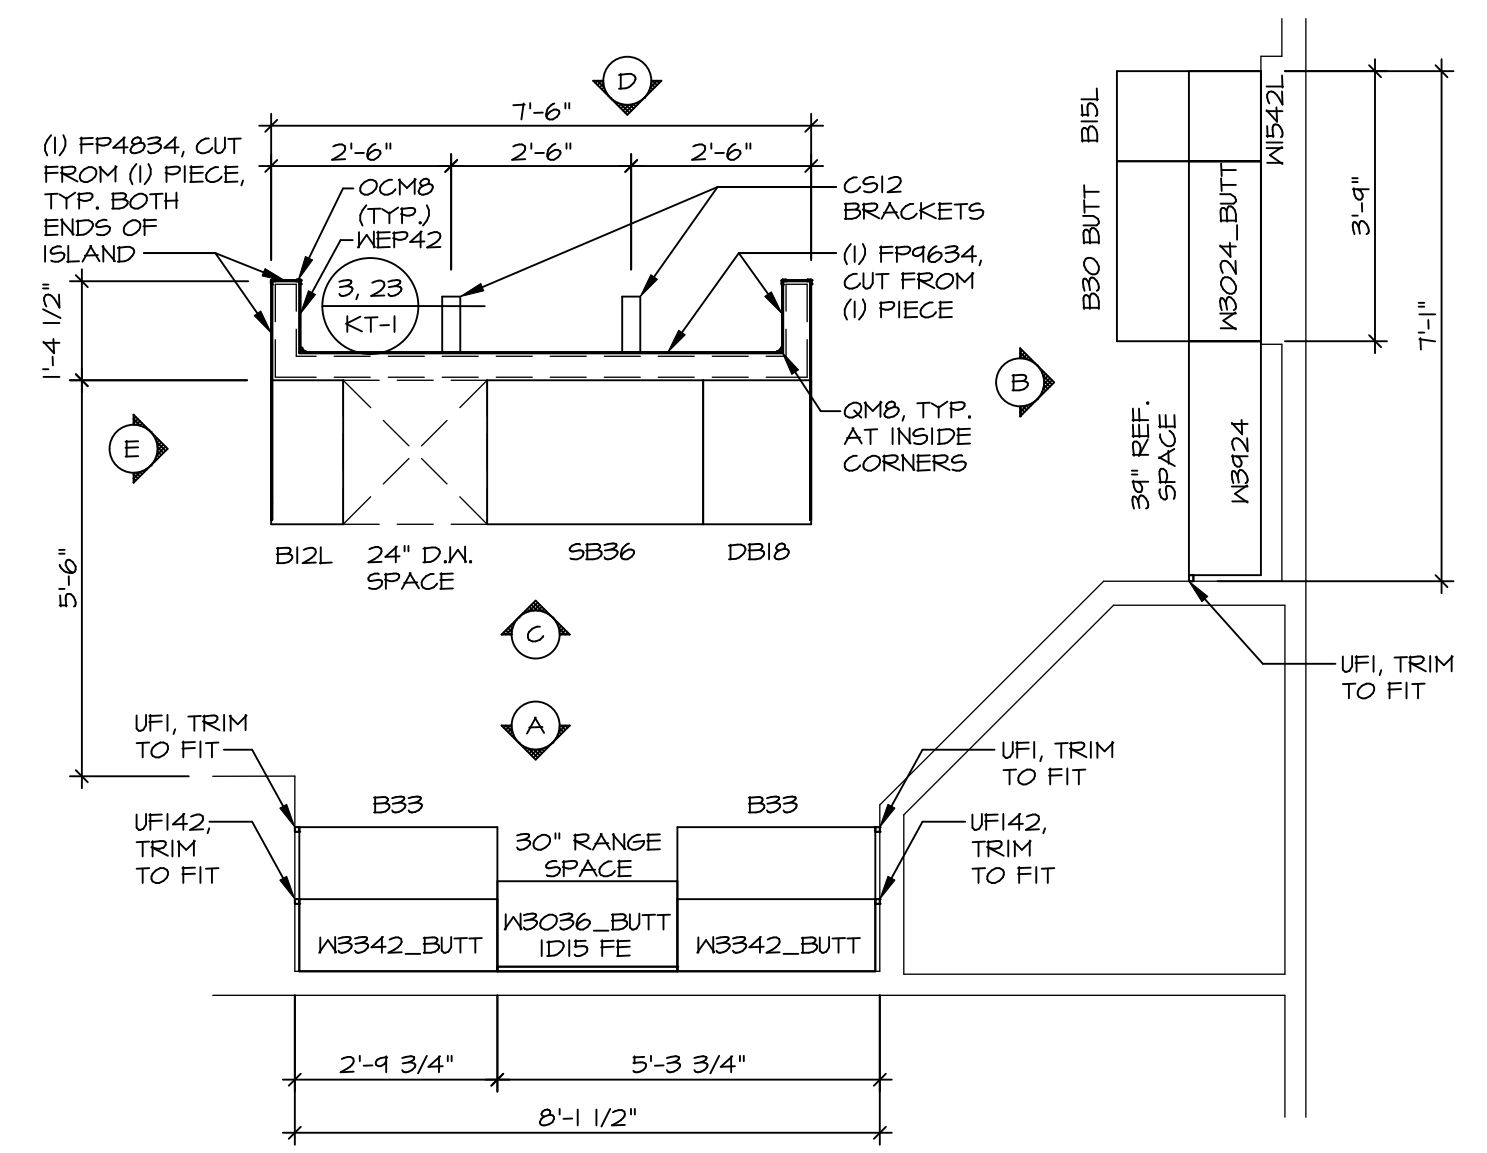 D
7'-6"
2'-6"
2'-6"
2'-6"
(1) FP4834, CUT
FROM (1) PIECE,
TYP. BOTH
ENDS OF
ISLAND
OCM8
(TYP.)
WEP42
3, 23
KT-1
CS12
BRACKETS
(1) FP9634,
CUT FROM
(1) PIECE
1'-4 1/2"
QM8, TYP.
AT INSIDE
CORNERS
E
B
B15L
W1542L
B30 BUTT
W3024_BUTT
3'-9"
7'-1"
39" REF.
SPACE
W3924
5'-6"
B12L
24" D.W.
SPACE
SB36
DB18
C
A
UF1, TRIM
TO FIT
UF1, TRIM
TO FIT
UF142,
TRIM
TO FIT
B33
30" RANGE
SPACE
B33
UF1, TRIM
TO FIT
UF142,
TRIM
TO FIT
W3342_BUTT
W3036_BUTT
1D15 FE
W3342_BUTT
2'-9 3/4"
5'-3 3/4"
8'-1 1/2"